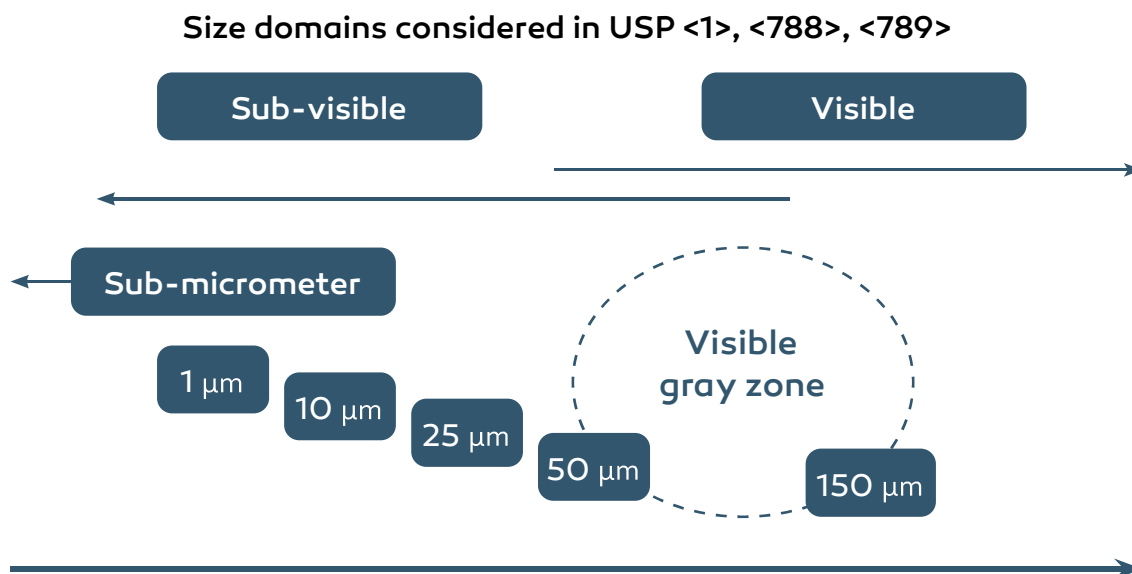 Size domains considered in USP <1>, <788>, <789>
Sub-visible
Visible
Sub-micrometer
Visible
gray zone
1 μm
10 μm
25 μm
50 μm
150 μm